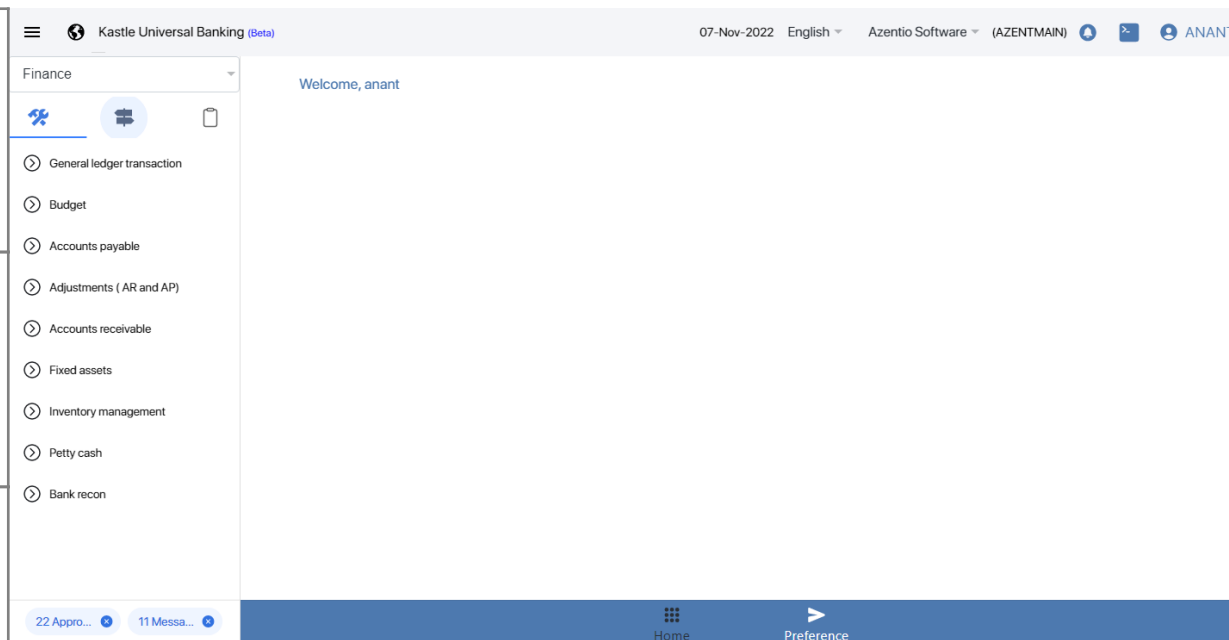 Kastle Universal Banking (Beta)
07-Nov-2022 English Azentio Software (AZENTMAIN) ANANT
Finance
Welcome, anant
General ledger transaction
Budget
Accounts payable
Adjustments ( AR and AP)
Accounts receivable
Fixed assets
Inventory management
Petty cash
Bank recon
22 Appro... 11 Messa...
Home Preference